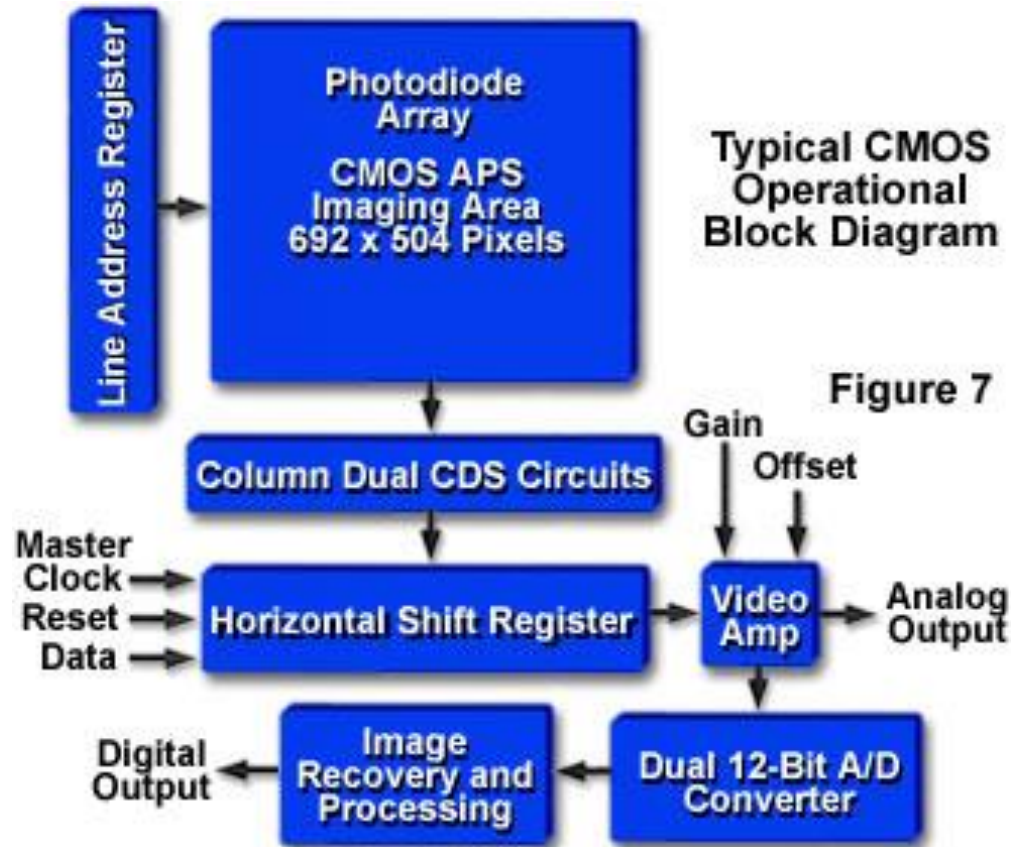 Line Address Register
Photodiode
Array
CMOS APS
Imaging Area
692 x 504 Pixels
Typical CMOS
Operational
Block Diagram
Figure 7
Gain
Offset
Column Dual CDS Circuits
Master
Clock
Reset
Data
Horizontal Shift Register
Video
Amp
Analog
Output
Digital
Output
Image
Recovery and
Processing
Dual 12-Bit A/D
Converter